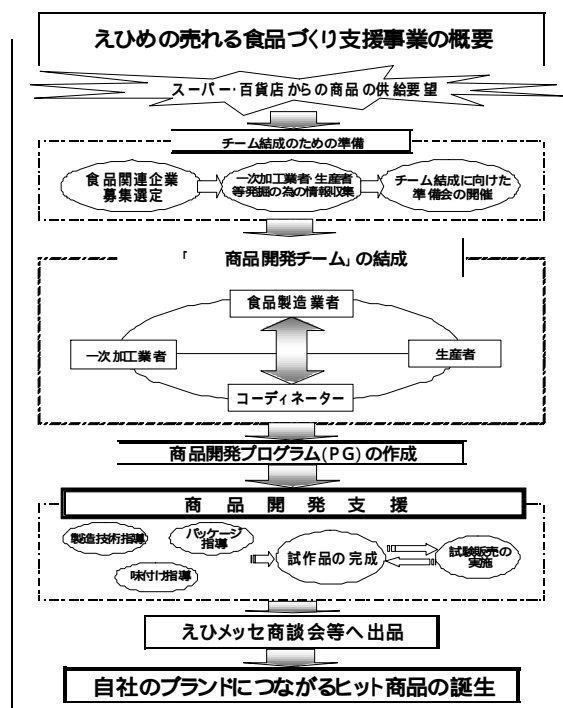 えひめの売れる食品づくり支援事業の概要
スーパー・百貨店からの商品の供給要望
チーム結成のための準備
食品関連企業
募集選定
一次加工業者・生産者
等発掘の為の情報収集
チーム結成に向けた
準備会の開催
「　　商品開発チーム」の結成
食品製造業者
一次加工業者
生産者
コーディネーター
商品開発プログラム(PG)の作成
商品開発支援
製造技術指導
パッケージ
指導
味付け指導
試作品の完成
試験販売の
実施
えひメッセ商談会等へ出品
自社のブランドにつながるヒット商品の誕生